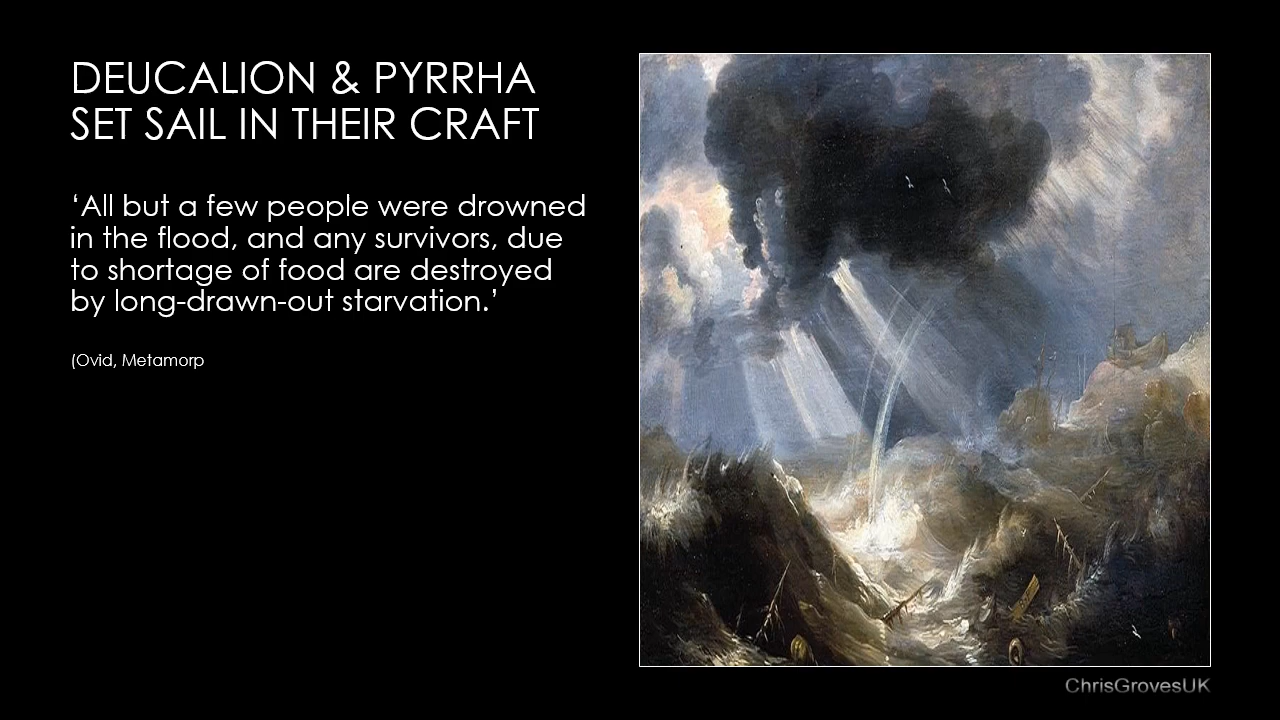 DEUCALION & PYRRHA
SET SAIL IN THEIR CRAFT
‘All but a few people were drowned
in the flood, and any survivors, due
to shortage of food are destroyed
by long-drawn-out starvation.’
(Ovid, Metamorp
ChrisGrovesUK